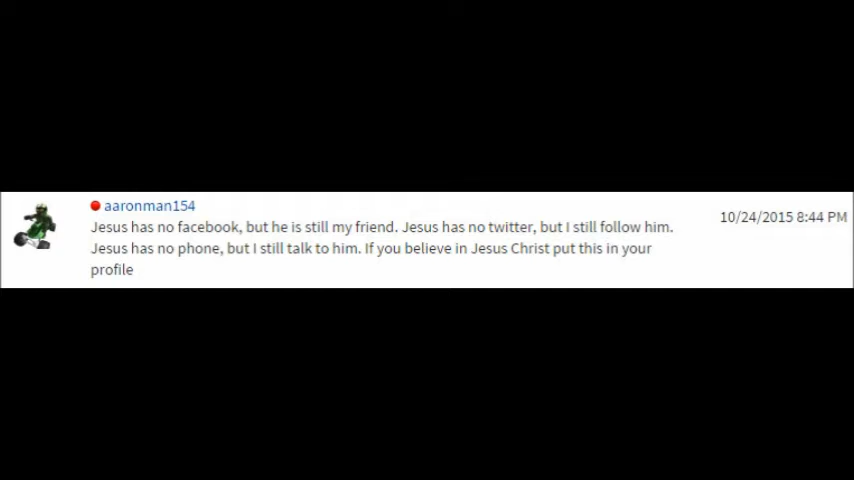 aaronman154
10/24/2015 8:44 PM
Jesus has no facebook, but he is still my friend. Jesus has no twitter, but I still follow him.
Jesus has no phone, but I still talk to him. If you believe in Jesus Christ put this in your
profile